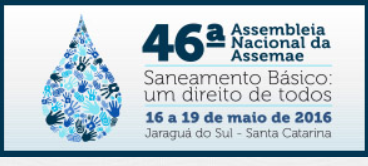 46ª Assembleia
Nacional da
Assemae
Saneamento Básico:
um direito de todos
16 a 19 de maio de 2016
Jaraguá do Sul - Santa Catarina